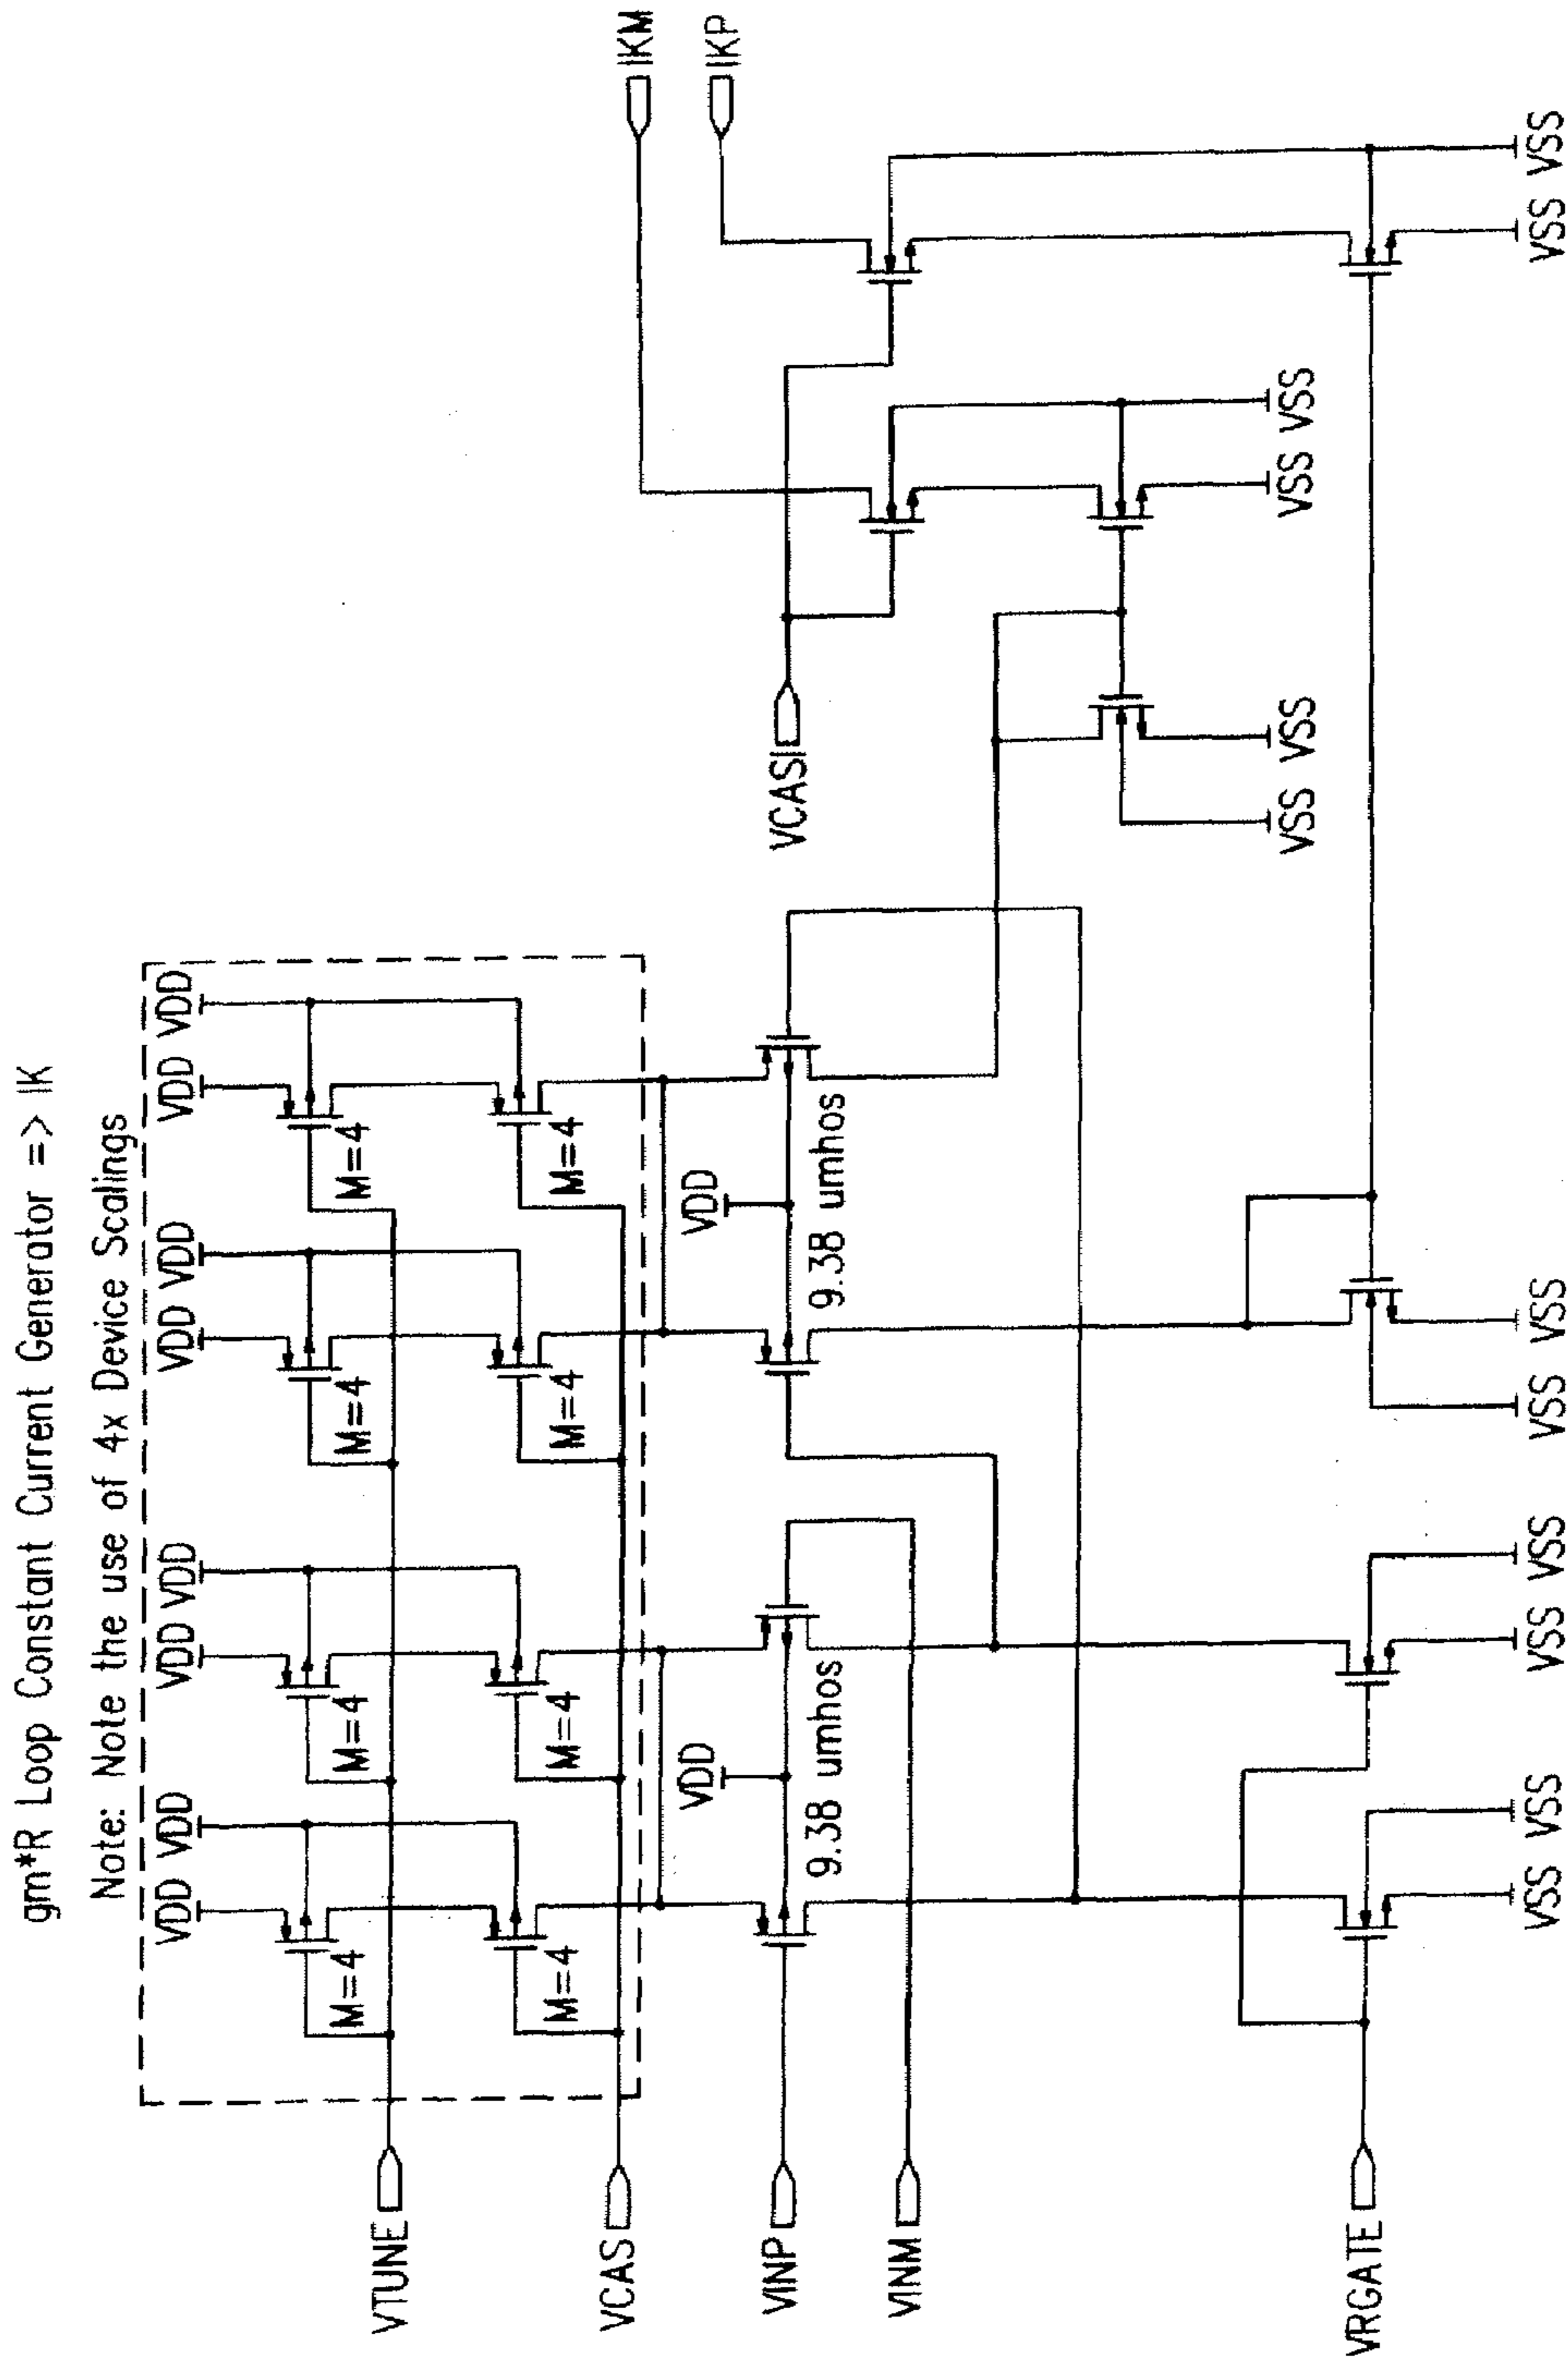 gm*R Loop Constant Current Generator => IK
Note: Note the use of 4x Device Scalings
VDD VDD VDD VDD VDD VDD VDD VDD
M=4 M=4 M=4 M=4
VTUNE
M=4 M=4 M=4 M=4
VCAS
IKM
VDD VDD
IKP
VINP
VCASI
9.38 umhos 9.38 umhos
VINM
VSS VSS VSS VSS
VRGATE
VSS VSS VSS VSS VSS VSS VSS VSS